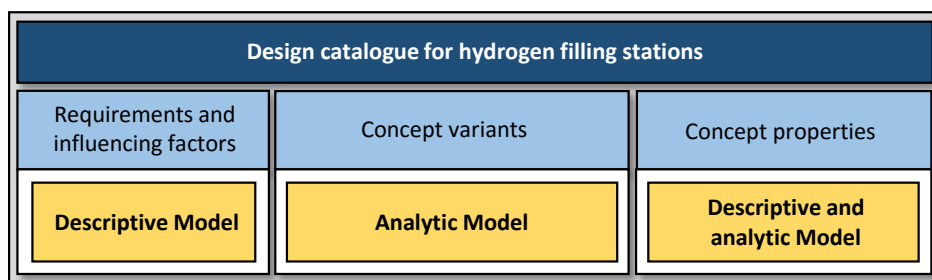 Design catalogue for hydrogen filling stations
Requirements and
influencing factors
Concept variants
Concept properties
Descriptive Model
Analytic Model
Descriptive and
analytic Model